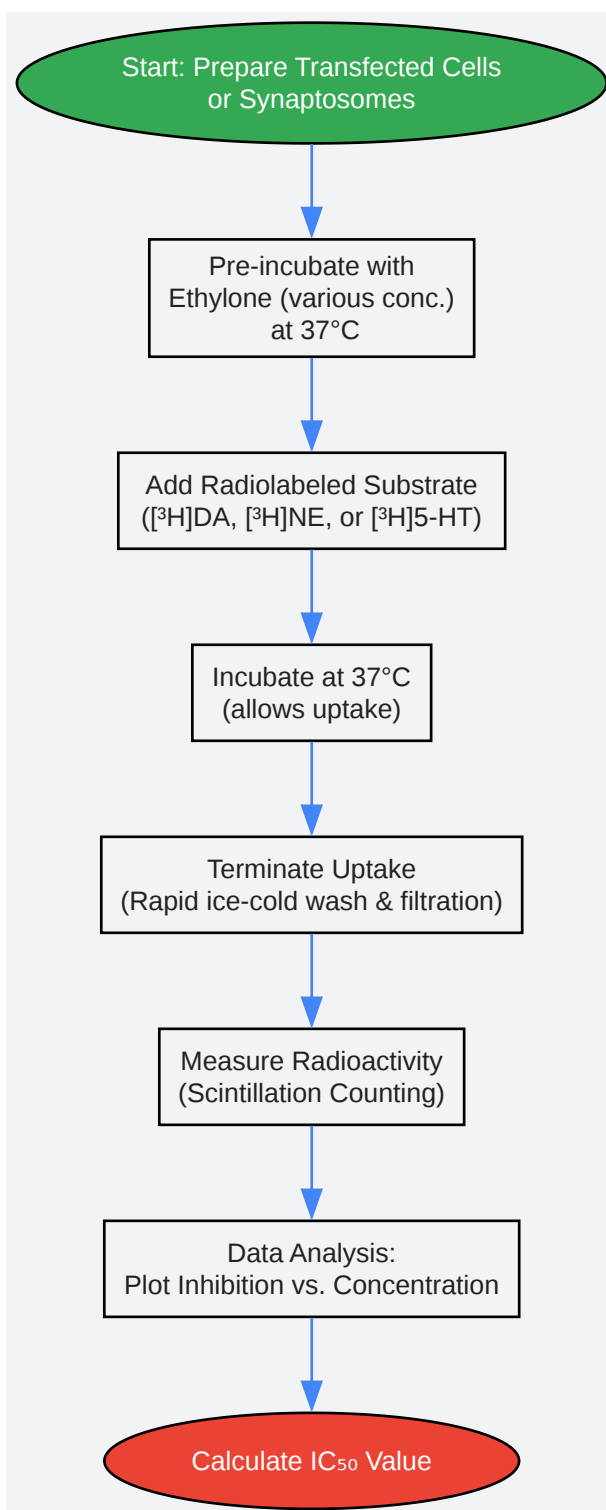 Start: Prepare Transfected Cells
or Synaptosomes
Pre-incubate with
Ethylone (various conc.)
at 37°C
Add Radiolabeled Substrate
([³H]DA, [³H]NE, or [³H]5-HT)
Incubate at 37°C
(allows uptake)
Terminate Uptake
(Rapid ice-cold wash & filtration)
Measure Radioactivity
(Scintillation Counting)
Data Analysis:
Plot Inhibition vs. Concentration
Calculate IC₅₀ Value